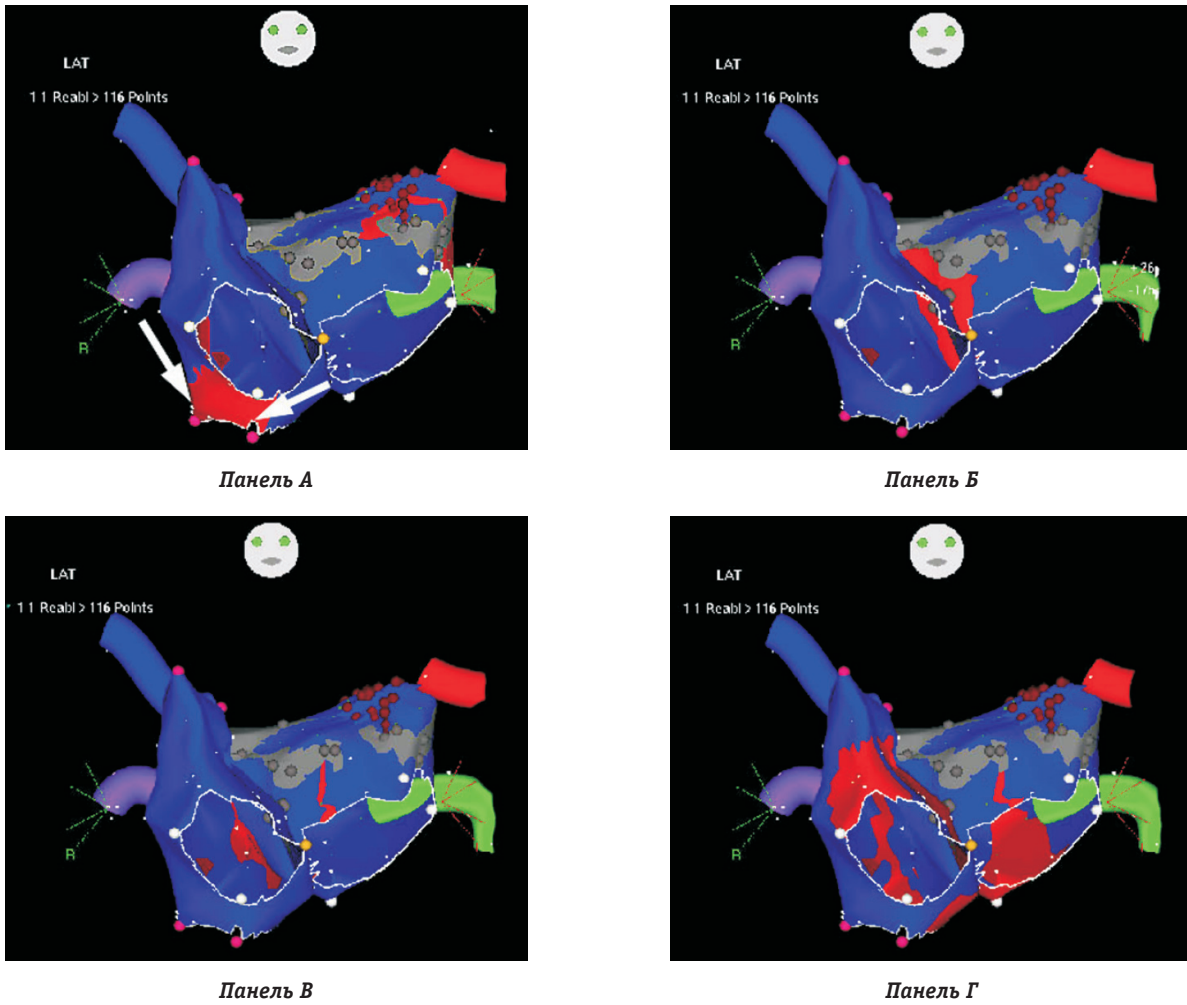 LAT
1 1 Reabl > 116 Points
R
Панель А
LAT
1 1 Reabl > 116 Points
R
Панель Б
LAT
1 1 Reabl > 116 Points
R
Панель В
LAT
1 1 Reabl > 116 Points
R
Панель Г